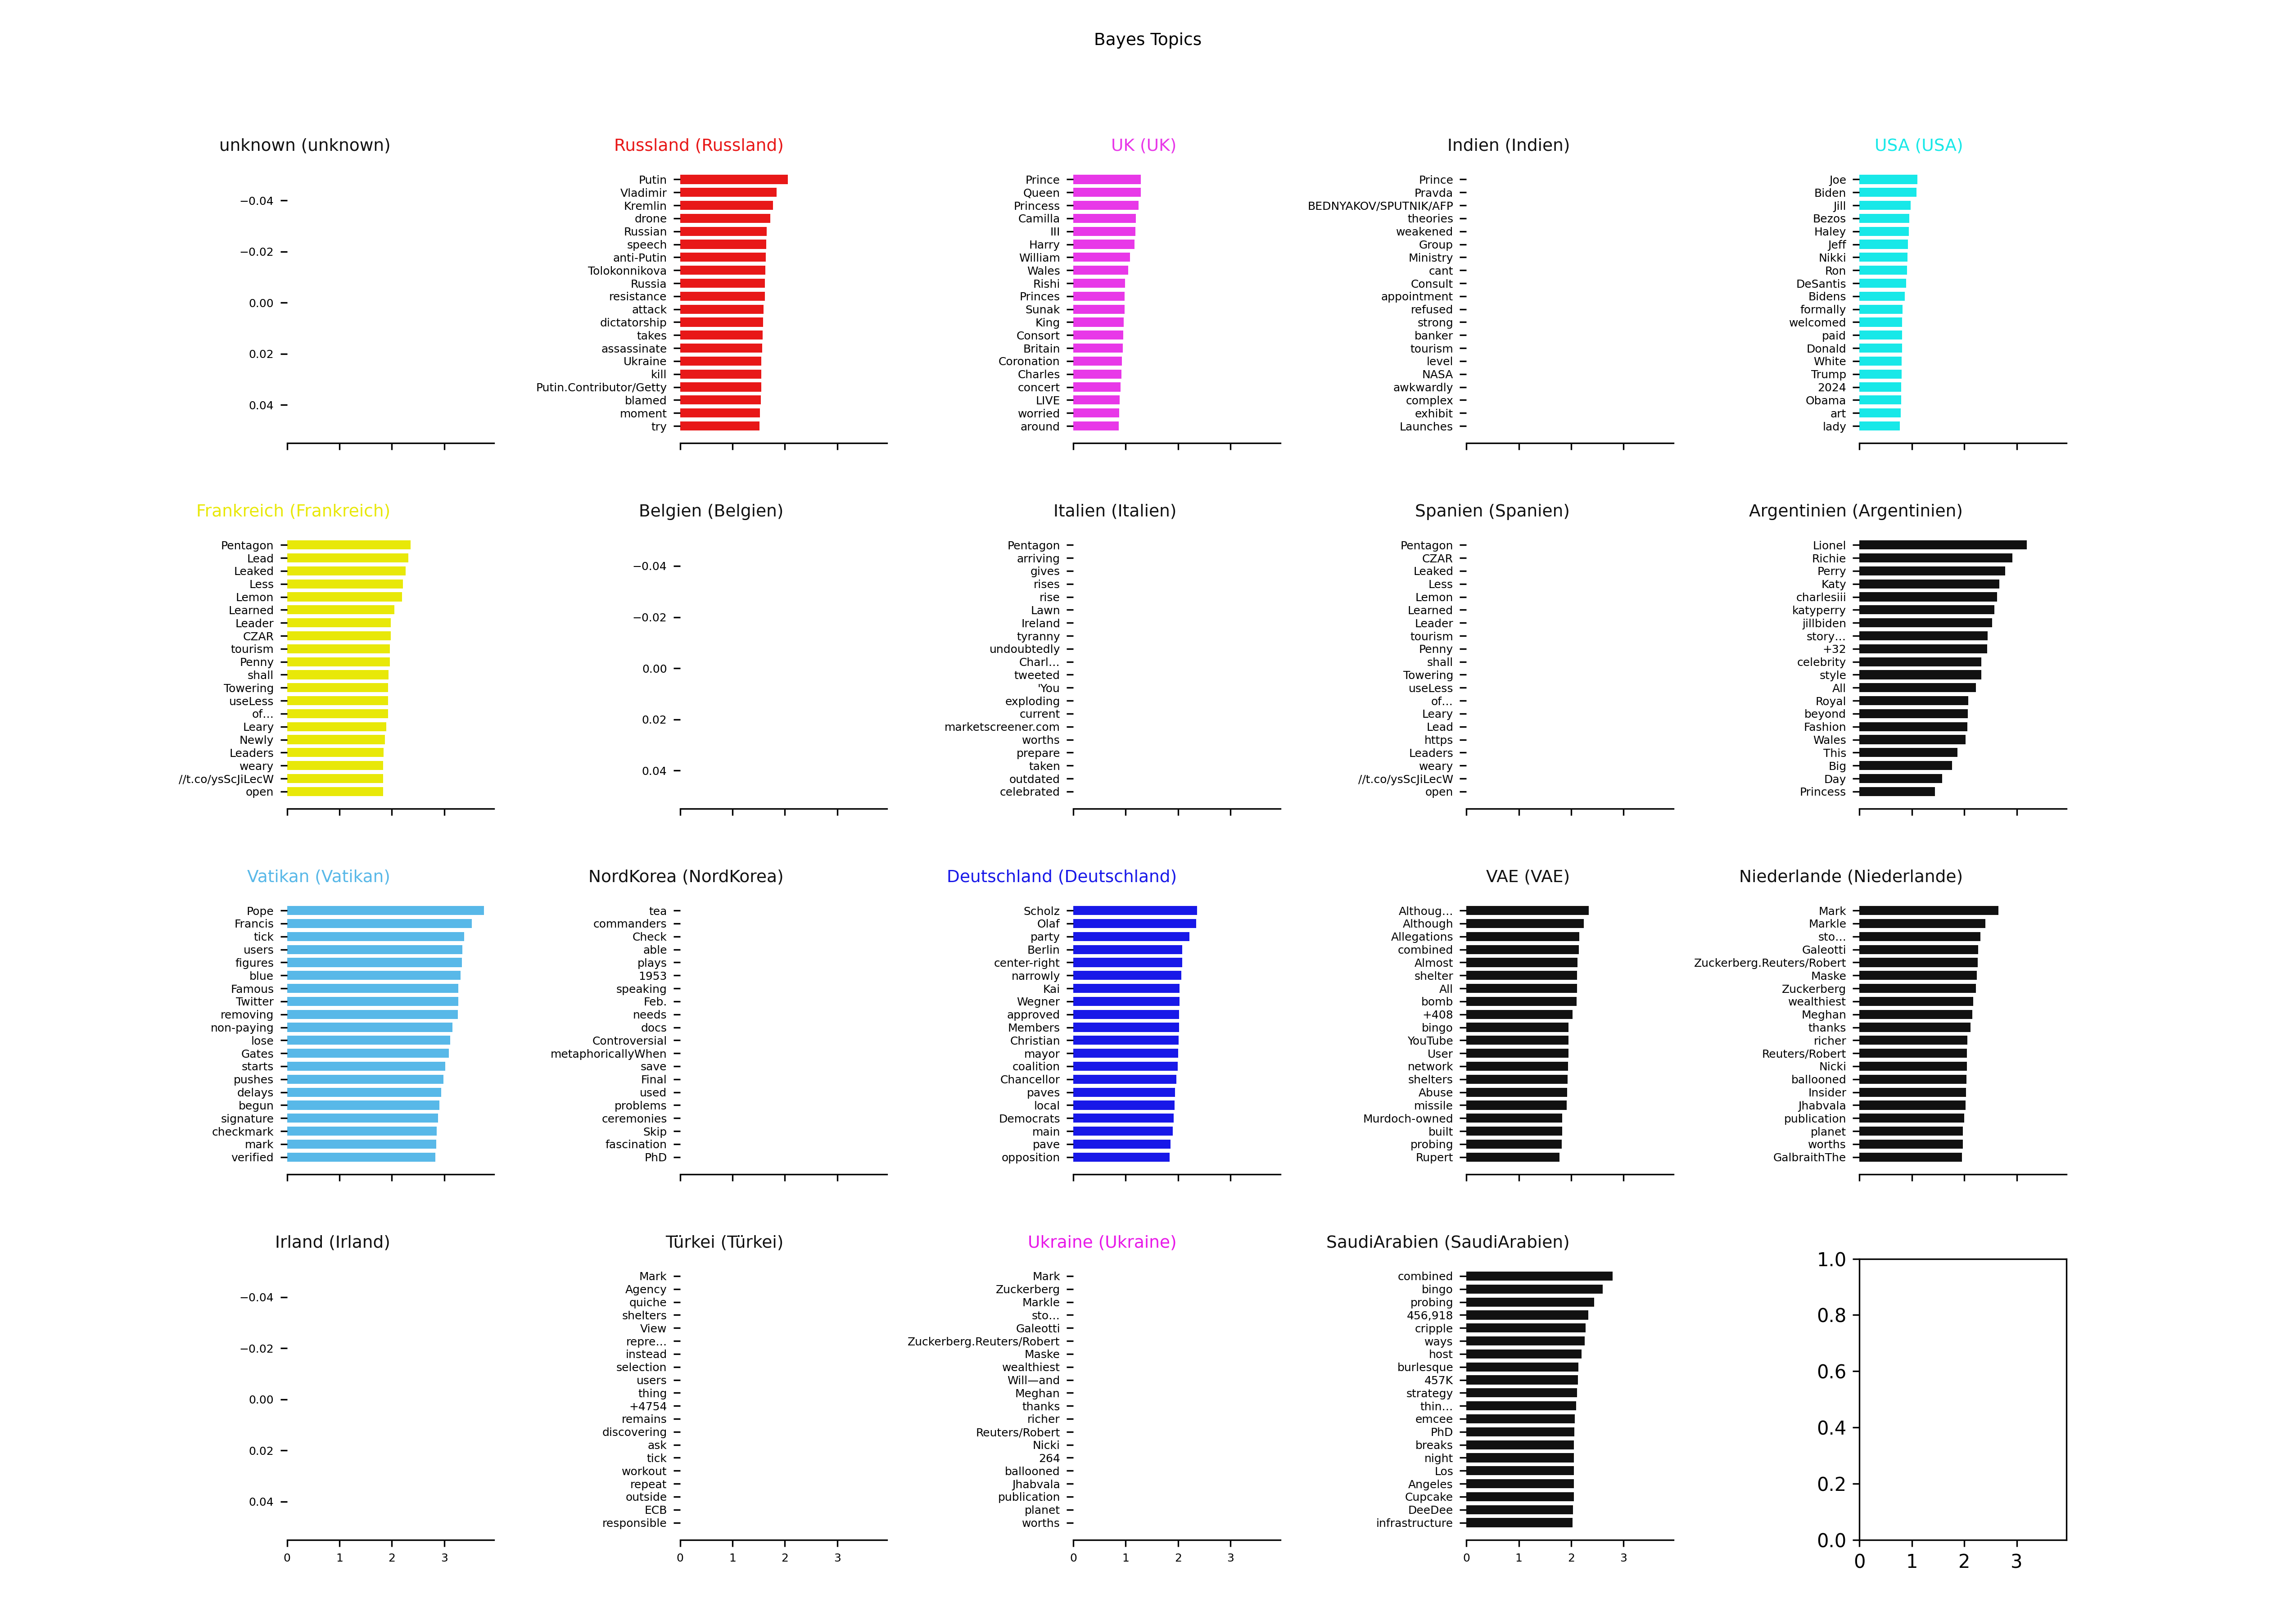 Bayes Topics
unknown (unknown)
−0.04
−0.02
0.00
0.02
0.04
Russland (Russland)
Putin
Vladimir
Kremlin
drone
Russian
speech
anti-Putin
Tolokonnikova
Russia
resistance
attack
dictatorship
takes
assassinate
Ukraine
kill
Putin.Contributor/Getty
blamed
moment
try
UK (UK)
Prince
Queen
Princess
Camilla
III
Harry
William
Wales
Rishi
Princes
Sunak
King
Consort
Britain
Coronation
Charles
concert
LIVE
worried
around
Indien (Indien)
Prince
Pravda
BEDNYAKOV/SPUTNIK/AFP
theories
weakened
Group
Ministry
cant
Consult
appointment
refused
strong
banker
tourism
level
NASA
awkwardly
complex
exhibit
Launches
USA (USA)
Joe
Biden
Jill
Bezos
Haley
Jeff
Nikki
Ron
DeSantis
Bidens
formally
welcomed
paid
Donald
White
Trump
2024
Obama
art
lady
Frankreich (Frankreich)
Pentagon
Lead
Leaked
Less
Lemon
Learned
Leader
CZAR
tourism
Penny
shall
Towering
useLess
of…
Leary
Newly
Leaders
weary
//t.co/ysScJiLecW
open
Belgien (Belgien)
−0.04
−0.02
0.00
0.02
0.04
Italien (Italien)
Pentagon
arriving
gives
rises
rise
Lawn
Ireland
tyranny
undoubtedly
Charl…
tweeted
'You
exploding
current
marketscreener.com
worths
prepare
taken
outdated
celebrated
Spanien (Spanien)
Pentagon
CZAR
Leaked
Less
Lemon
Learned
Leader
tourism
Penny
shall
Towering
useLess
of…
Leary
Lead
https
Leaders
weary
//t.co/ysScJiLecW
open
Argentinien (Argentinien)
Lionel
Richie
Perry
Katy
charlesiii
katyperry
jillbiden
story…
+32
celebrity
style
All
Royal
beyond
Fashion
Wales
This
Big
Day
Princess
Vatikan (Vatikan)
Pope
Francis
tick
users
figures
blue
Famous
Twitter
removing
non-paying
lose
Gates
starts
pushes
delays
begun
signature
checkmark
mark
verified
NordKorea (NordKorea)
tea
commanders
Check
able
plays
1953
speaking
Feb.
needs
docs
Controversial
metaphoricallyWhen
save
Final
used
problems
ceremonies
Skip
fascination
PhD
Deutschland (Deutschland)
Scholz
Olaf
party
Berlin
center-right
narrowly
Kai
Wegner
approved
Members
Christian
mayor
coalition
Chancellor
paves
local
Democrats
main
pave
opposition
VAE (VAE)
Althoug…
Although
Allegations
combined
Almost
shelter
All
bomb
+408
bingo
YouTube
User
network
shelters
Abuse
missile
Murdoch-owned
built
probing
Rupert
Niederlande (Niederlande)
Mark
Markle
sto…
Galeotti
Zuckerberg.Reuters/Robert
Maske
Zuckerberg
wealthiest
Meghan
thanks
richer
Reuters/Robert
Nicki
ballooned
Insider
Jhabvala
publication
planet
worths
GalbraithThe
Irland (Irland)
−0.04
−0.02
0.00
0.02
0.04
0 1 2 3
Türkei (Türkei)
Mark
Agency
quiche
shelters
View
repre…
instead
selection
users
thing
+4754
remains
discovering
ask
tick
workout
repeat
outside
ECB
responsible
0 1 2 3
Ukraine (Ukraine)
Mark
Zuckerberg
Markle
sto…
Galeotti
Zuckerberg.Reuters/Robert
Maske
wealthiest
Will—and
Meghan
thanks
richer
Reuters/Robert
Nicki
264
ballooned
Jhabvala
publication
planet
worths
0 1 2 3
SaudiArabien (SaudiArabien)
combined
bingo
probing
456,918
cripple
ways
host
burlesque
457K
strategy
thin…
emcee
PhD
breaks
night
Los
Angeles
Cupcake
DeeDee
infrastructure
0 1 2 3
1.0
0.8
0.6
0.4
0.2
0.0
0 1 2 3